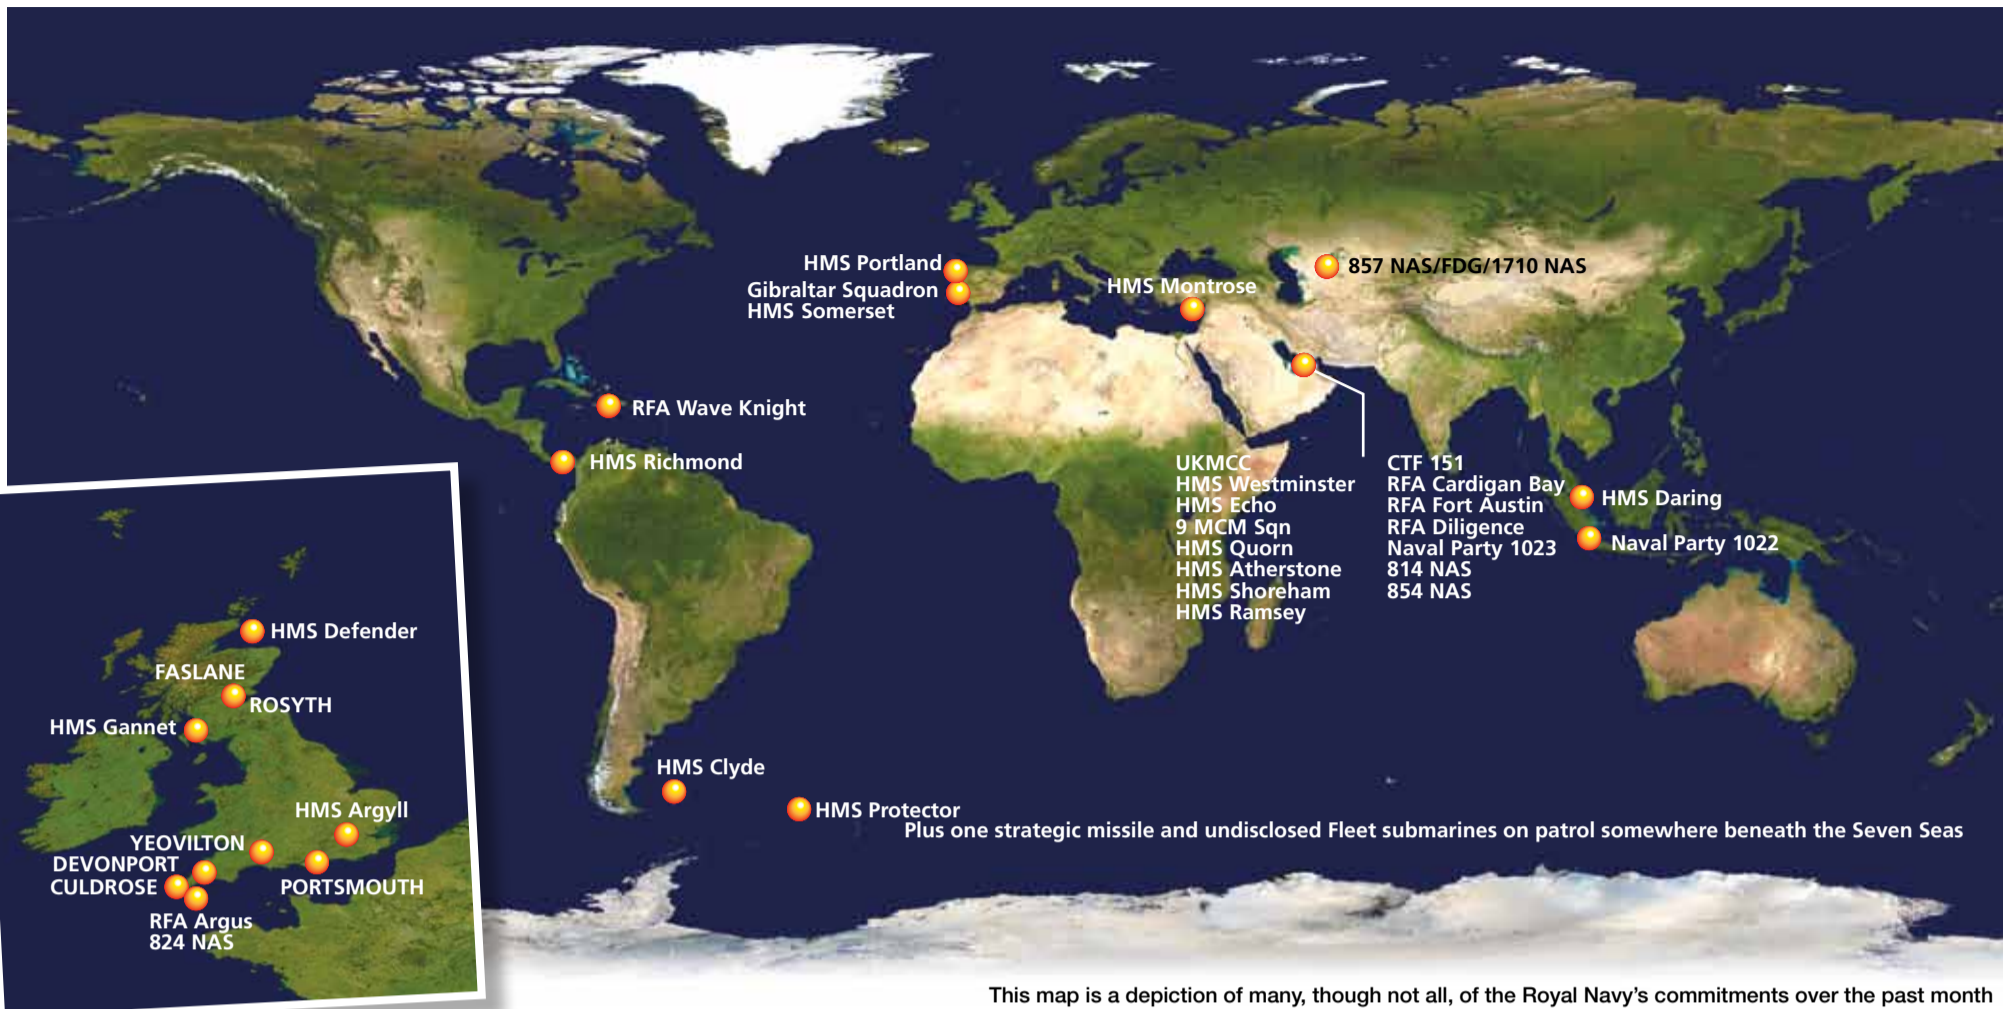 HMS Portland
Gibraltar Squadron
HMS Somerset
HMS Montrose
857 NAS/FDG/1710 NAS
RFA Wave Knight
HMS Richmond
UKMCC
HMS Westminster
HMS Echo
9 MCM Sqn
HMS Quorn
HMS Atherstone
HMS Shoreham
HMS Ramsey
CTF 151
RFA Cardigan Bay
RFA Fort Austin
RFA Diligence
Naval Party 1023
814 NAS
854 NAS
HMS Daring
Naval Party 1022
HMS Defender
FASLANE
ROSYTH
HMS Gannet
HMS Argyll
YEOVILTON
DEVONPORT
CULDROSE
PORTSMOUTH
RFA Argus
824 NAS
HMS Clyde
HMS Protector
Plus one strategic missile and undisclosed Fleet submarines on patrol somewhere beneath the Seven Seas
This map is a depiction of many, though not all, of the Royal Navy's commitments over the past month